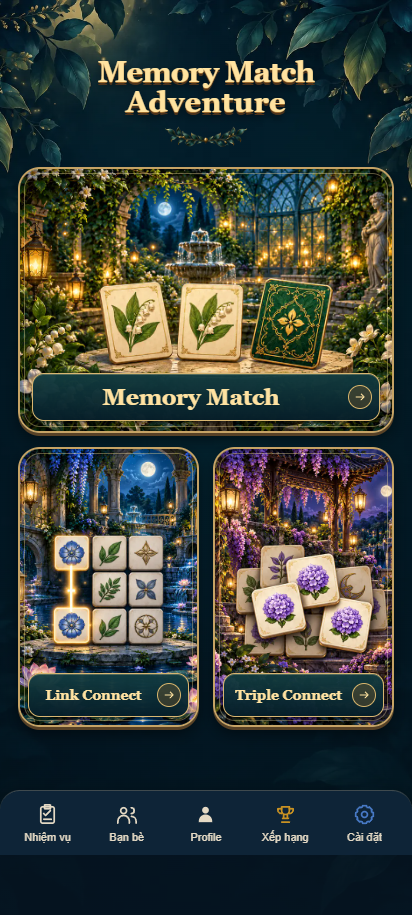 Memory Match
Adventure
Memory Match
Link Connect
Triple Connect
Nhiệm vụ
Bạn bè
Profile
Xếp hạng
Cài đặt